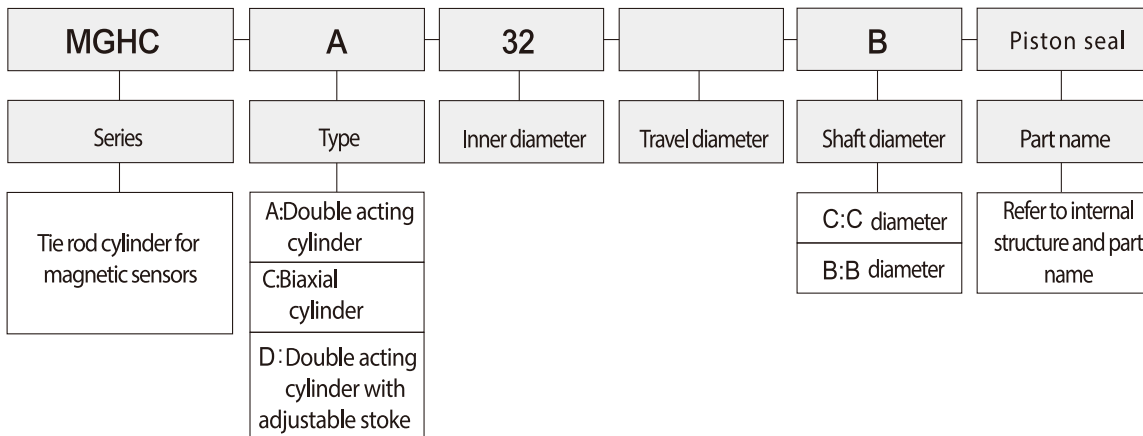 MGHC
A
32
B
Piston seal
Series
Type
Inner diameter
Travel diameter
Shaft diameter
Part name
Tie rod cylinder for
magnetic sensors
A:Double acting
cylinder
C:Biaxial
cylinder
D:Double acting
cylinder with
adjustable stoke
C:C diameter
B:B diameter
Refer to internal
structure and part
name